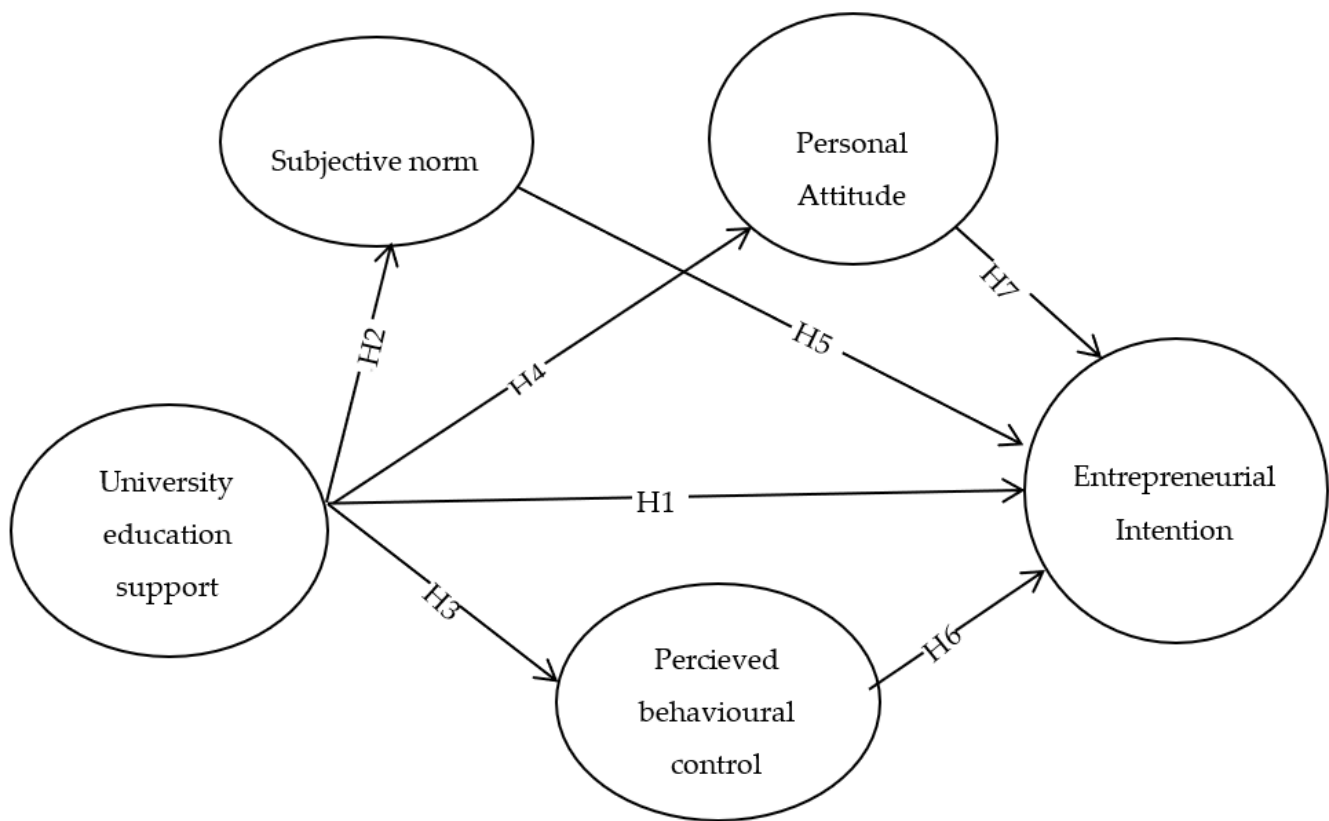 Subjective norm
Personal
Attitude
H7
H5
H2
H4
University
education
support
H1
Entrepreneurial
Intention
H3
H6
Percieved
behavioural
control